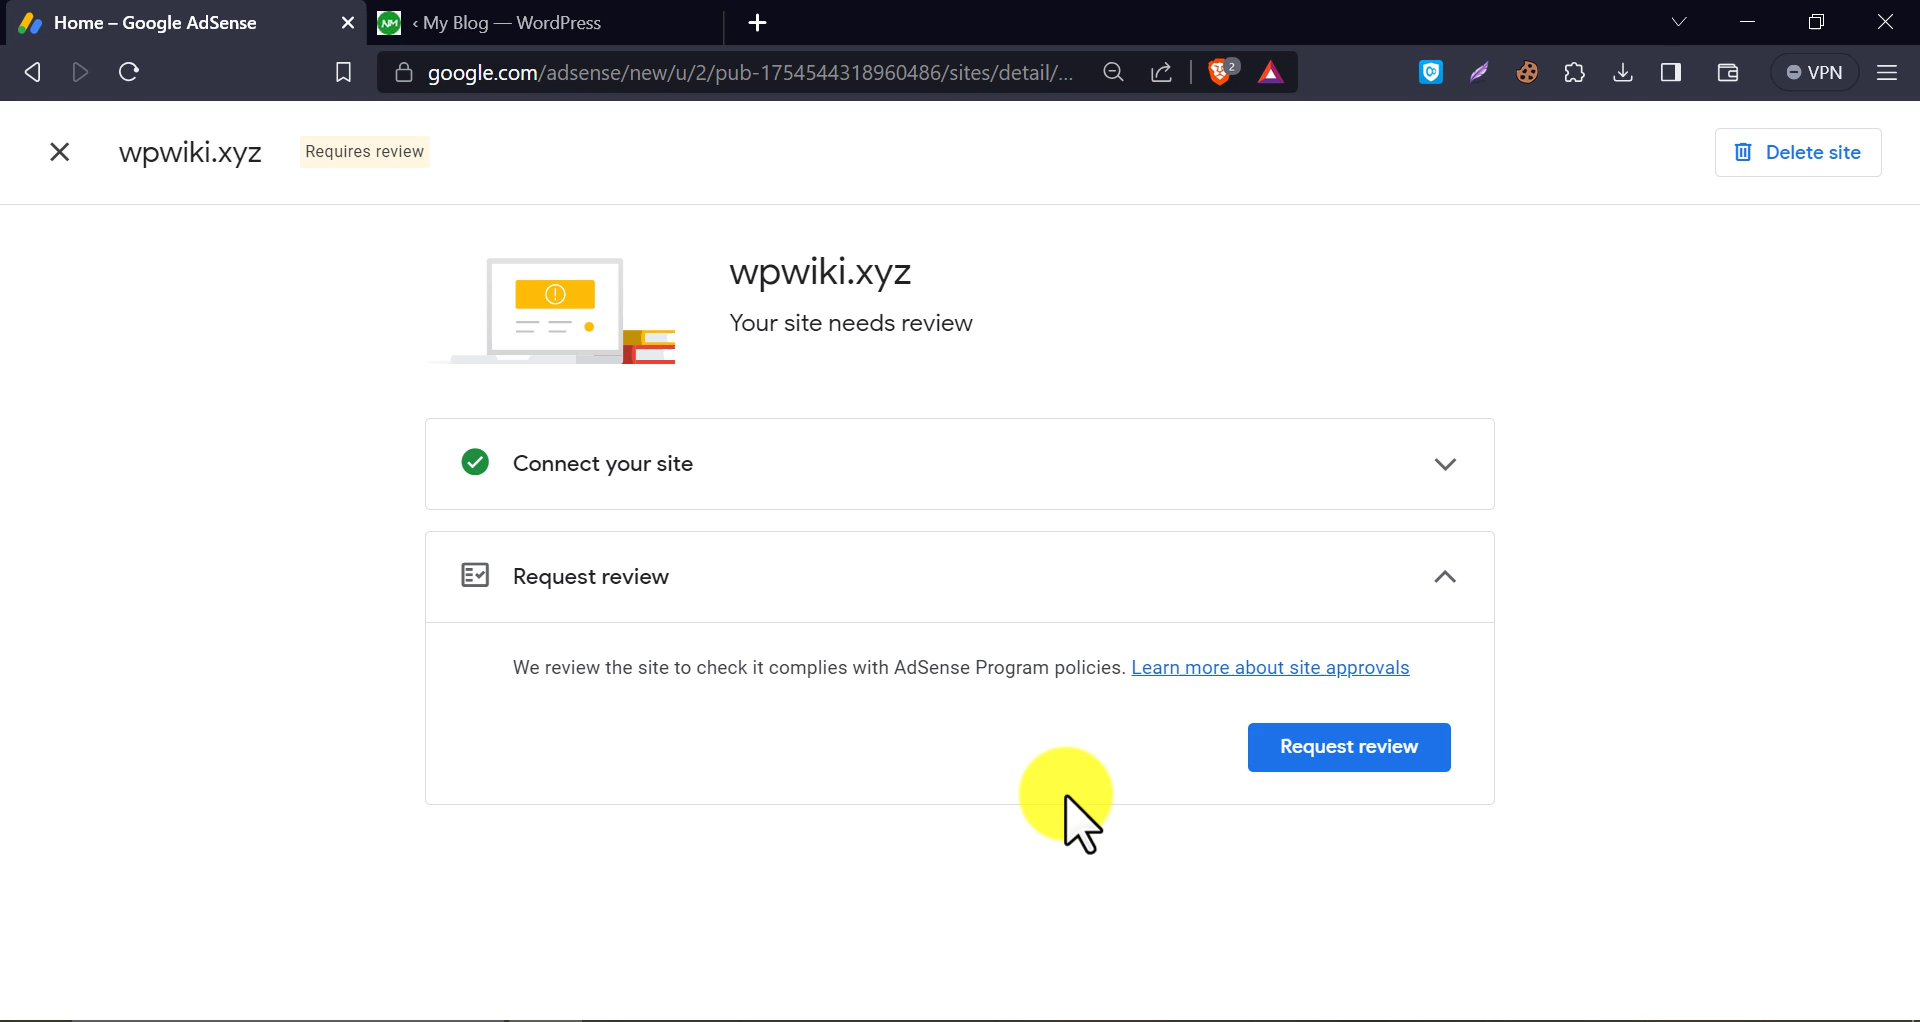 Home – Google AdSense
‹ My Blog — WordPress
google.com/adsense/new/u/2/pub-1754544318960486/sites/detail/...
2
VPN
wpwiki.xyz
Requires review
Delete site
wpwiki.xyz
Your site needs review
Connect your site
Request review
We review the site to check it complies with AdSense Program policies. Learn more about site approvals
Request review